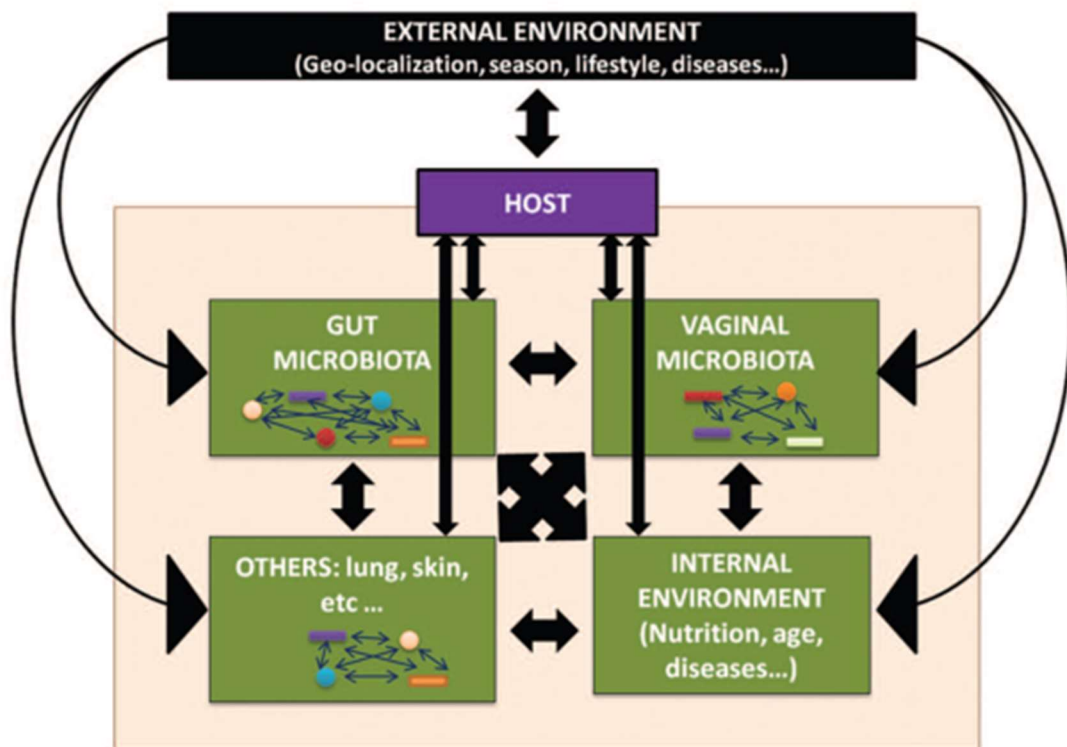 EXTERNAL ENVIRONMENT
(Geo-localization, season, lifestyle, diseases...)
HOST
GUT
MICROBIOTA
VAGINAL
MICROBIOTA
OTHERS: lung, skin,
etc ...
INTERNAL
ENVIRONMENT
(Nutrition, age,
diseases...)